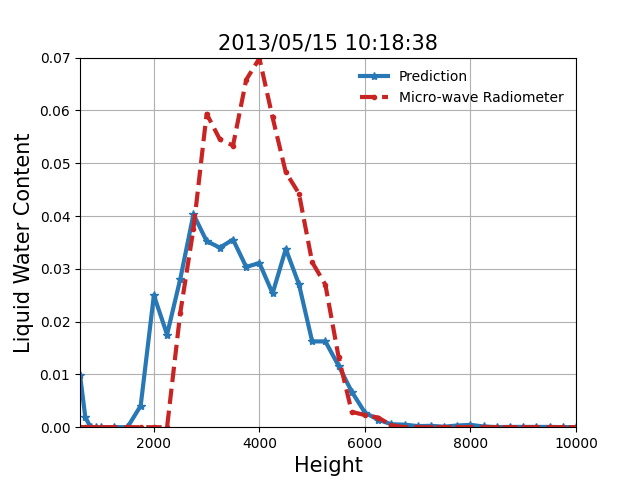 2013/05/15 10:18:38
0.07
0.06
0.05
0.04
0.03
0.02
0.01
0.00
Liquid Water Content
Prediction
Micro-wave Radiometer
2000 4000 6000 8000 10000
Height